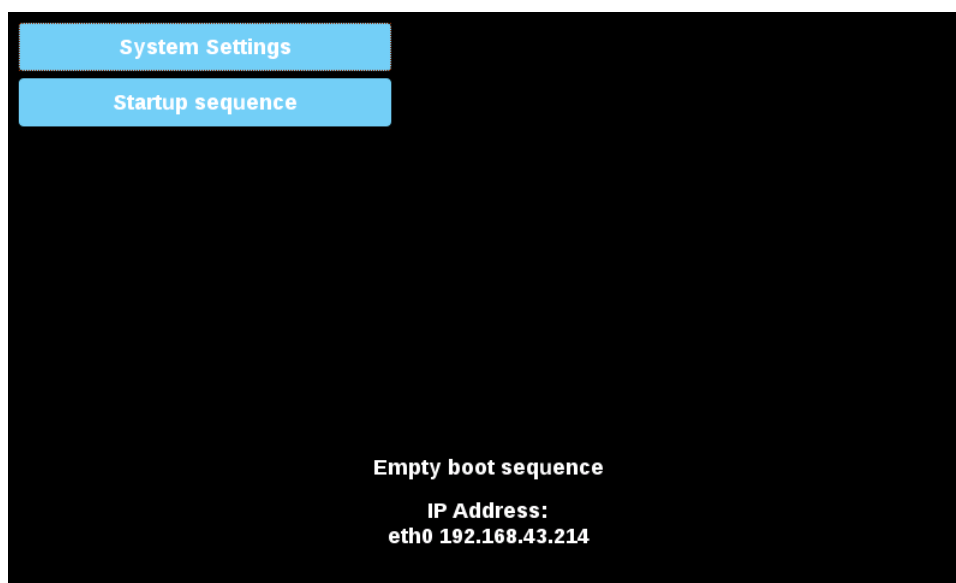 System Settings
Startup sequence
Empty boot sequence
IP Address:
eth0 192.168.43.214